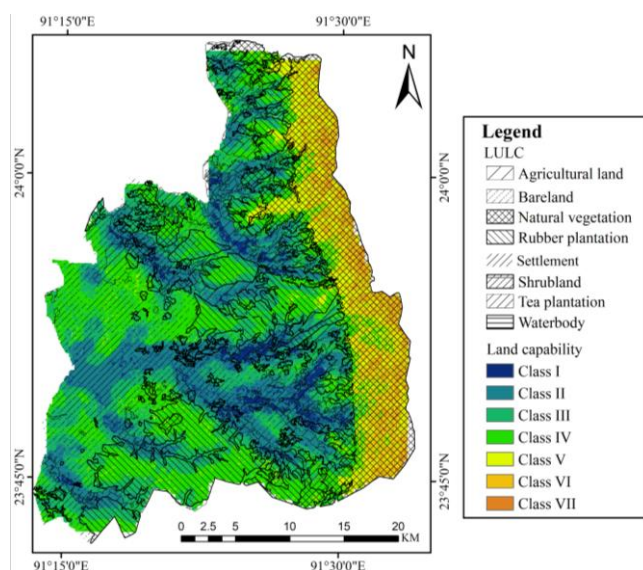 91°15'0"E
91°30'0"E
N
24°0'0"N
24°0'0"N
23°45'0"N
23°45'0"N
0 2.5 5 10 15 20
KM
91°15'0"E
91°30'0"E
Legend
LULC
Agricultural land
Bareland
Natural vegetation
Rubber plantation
Settlement
Shrubland
Tea plantation
Waterbody
Land capability
Class I
Class II
Class III
Class IV
Class V
Class VI
Class VII